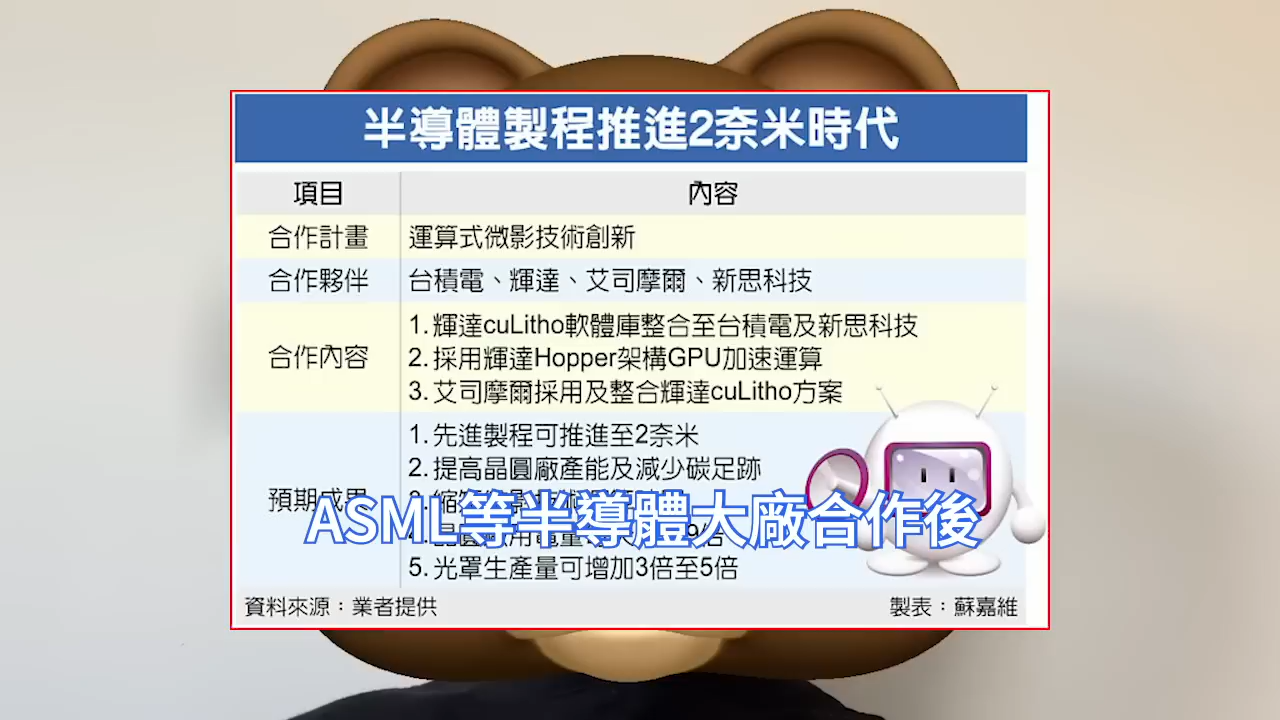 半導體製程推進2奈米時代
項目 內容
合作計畫 運算式微影技術創新
合作夥伴 台積電、輝達、艾司摩爾、新思科技
合作內容
1.輝達cuLitho軟體庫整合至台積電及新思科技
2.採用輝達Hopper架構GPU加速運算
3.艾司摩爾採用及整合輝達cuLitho方案
預期成果
1.先進製程可推進至2奈米
2.提高晶圓廠產能及減少碳足跡
ASML等半導體大廠合作後
5.光罩生產量可增加3倍至5倍
資料來源：業者提供 製表：蘇嘉維